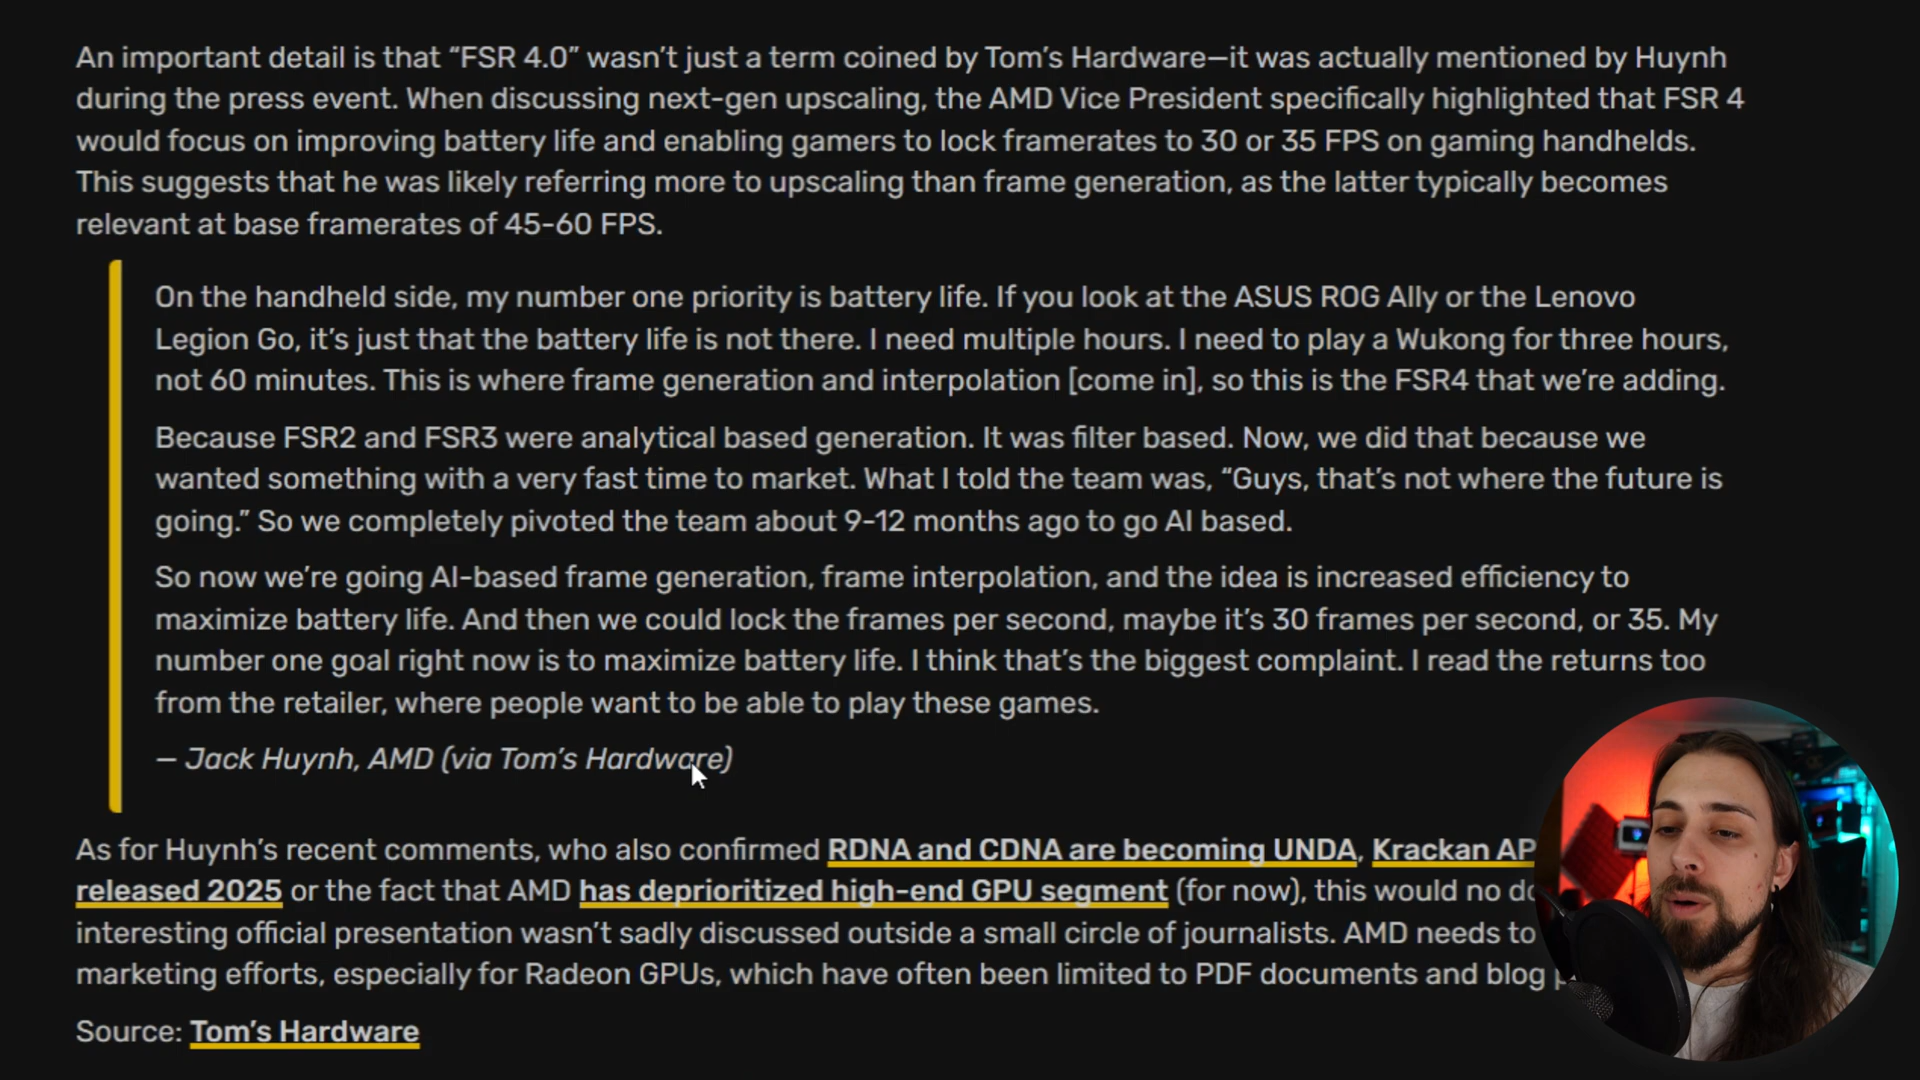 An important detail is that “FSR 4.0” wasn’t just a term coined by Tom’s Hardware—it was actually mentioned by Huynh
during the press event. When discussing next-gen upscaling, the AMD Vice President specifically highlighted that FSR 4
would focus on improving battery life and enabling gamers to lock framerates to 30 or 35 FPS on gaming handhelds.
This suggests that he was likely referring more to upscaling than frame generation, as the latter typically becomes
relevant at base framerates of 45-60 FPS.
On the handheld side, my number one priority is battery life. If you look at the ASUS ROG Ally or the Lenovo
Legion Go, it’s just that the battery life is not there. I need multiple hours. I need to play a Wukong for three hours,
not 60 minutes. This is where frame generation and interpolation [come in], so this is the FSR4 that we’re adding.
Because FSR2 and FSR3 were analytical based generation. It was filter based. Now, we did that because we
wanted something with a very fast time to market. What I told the team was, “Guys, that’s not where the future is
going.” So we completely pivoted the team about 9-12 months ago to go AI based.
So now we’re going AI-based frame generation, frame interpolation, and the idea is increased efficiency to
maximize battery life. And then we could lock the frames per second, maybe it’s 30 frames per second, or 35. My
number one goal right now is to maximize battery life. I think that’s the biggest complaint. I read the returns too
from the retailer, where people want to be able to play these games.
— Jack Huynh, AMD (via Tom’s Hardware)
As for Huynh’s recent comments, who also confirmed RDNA and CDNA are becoming UNDA, Krackan
released 2025 or the fact that AMD has deprioritized high-end GPU segment (for now), this would no
interesting official presentation wasn’t sadly discussed outside a small circle of journalists. AMD needs to
marketing efforts, especially for Radeon GPUs, which have often been limited to PDF documents and blog
Source: Tom’s Hardware